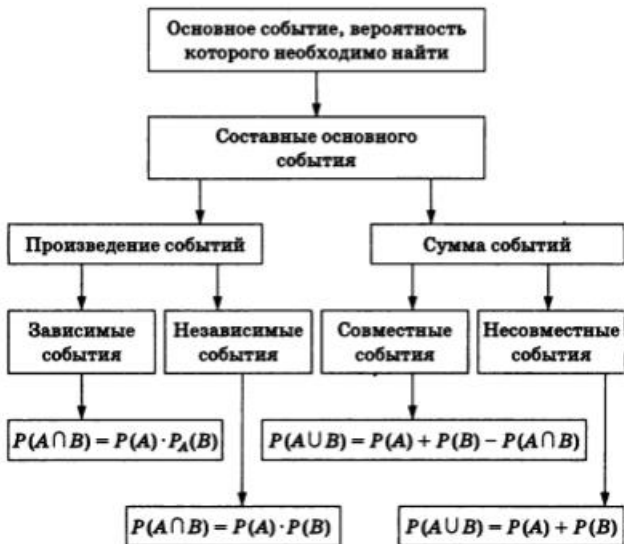 Основное событие, вероятность
которого необходимо найти
Составные основного
события
Произведение событий
Сумма событий
Зависимые
события
Независимые
события
Совместные
события
Несовместные
события
P(A∩B) = P(A)·P_A(B)
P(A∪B) = P(A) + P(B) − P(A∩B)
P(A∩B) = P(A)·P(B)
P(A∪B) = P(A) + P(B)